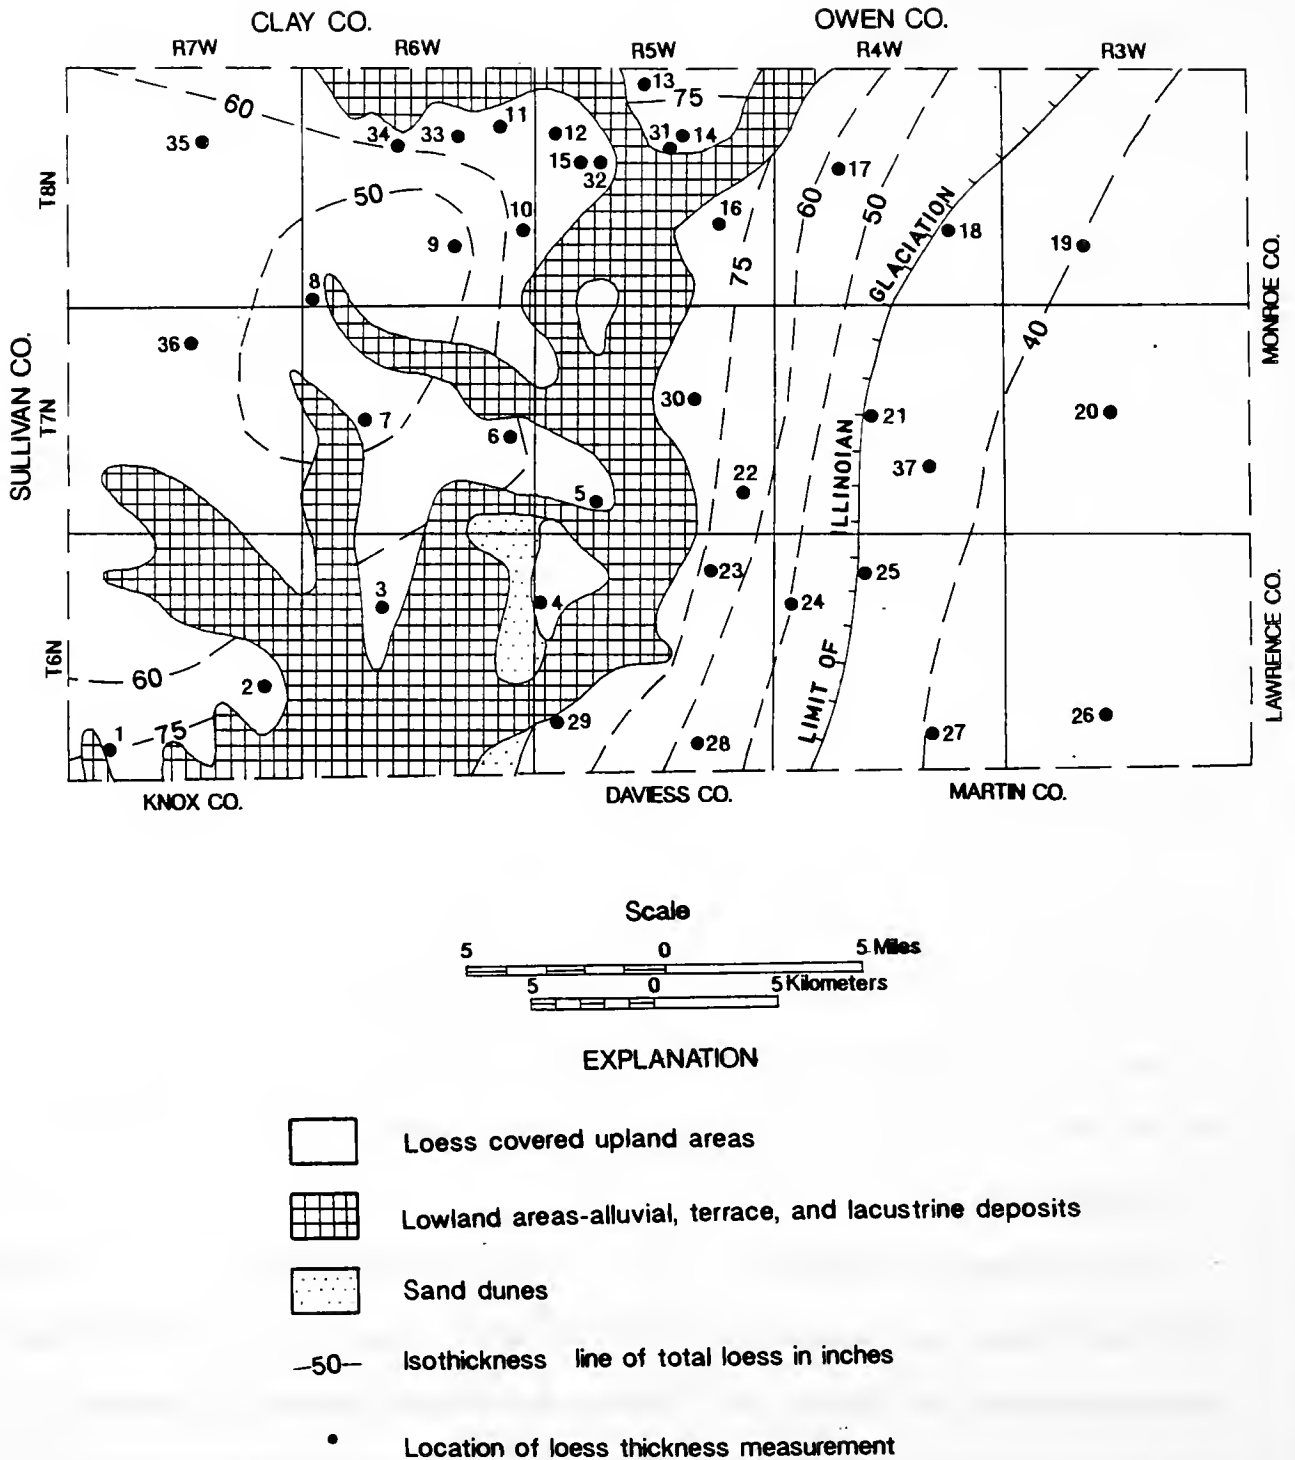 CLAY CO.
OWEN CO.
R7W R6W R5W R4W R3W
13
60 75
11
34 33 12 31 14
35
15 32 17
T8N
50 60 50
10 16
9 18 19
GLACIATION
75
8
MONROE CO.
SULLIVAN CO.
36 40
T7N
30
7 21 20
6 ILLINOIAN
37
22
5
23 25
3 4 24
T6N
LIMIT OF
LAWRENCE CO.
60 2
75 29 26
1 28 27
KNOX CO. DAVIESS CO. MARTIN CO.
Scale
5 0 5 Miles
5 0 5 Kilometers
EXPLANATION
Loess covered upland areas
Lowland areas-alluvial, terrace, and lacustrine deposits
Sand dunes
—50— Isothickness line of total loess in inches
Location of loess thickness measurement